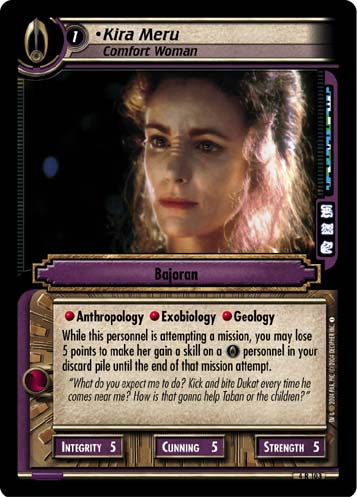 1
•Kira Meru
Comfort Woman
Bajoran
Anthropology Exobiology Geology
While this personnel is attempting a mission, you may lose
5 points to make her gain a skill on a personnel in your
discard pile until the end of that mission attempt.
"What do you expect me to do? Kick and bite Dukat every time he
comes near me? How is that gonna help Taban or the children?"
INTEGRITY 5 CUNNING 5 STRENGTH 5
4 R 103